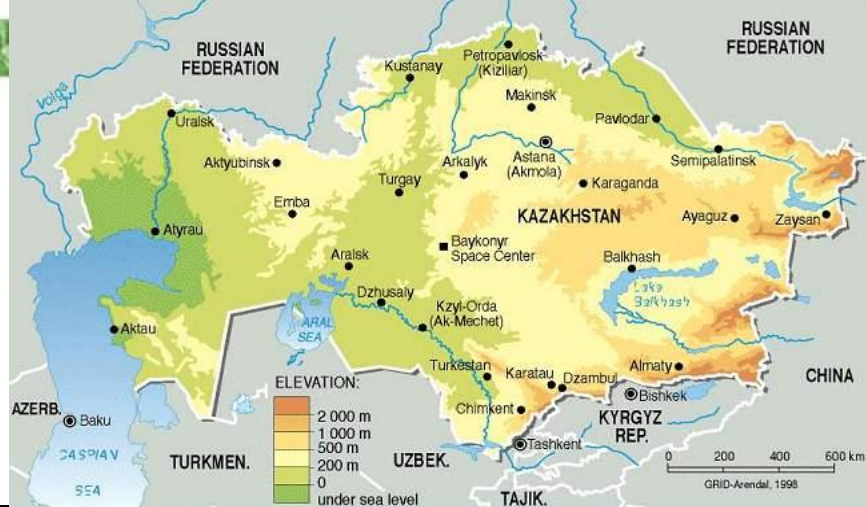 RUSSIAN
FEDERATION
RUSSIAN
FEDERATION
Petropavlosk
(Kiziliar)
Kustanay
Volga
Makinsk
Uralsk
Pavlodar
Astana
(Akmola)
Semipalatinsk
Aktyubinsk
Arkalyk
Turgay
Karaganda
Emba
KAZAKHSTAN
Ayaguz
Zaysan
Atyrau
Baykonyr
Space Center
Aralsk
Balkhash
Lake
Balkhash
Dzhusaly
Kzyl-Orda
(Ak-Mechet)
ARAL
SEA
Aktau
Turkestan
Karatau
Dzambul
Almaty
CHINA
ELEVATION:
2 000 m
1 000 m
500 m
200 m
0
under sea level
Bishkek
AZERB.
Baku
Chimkent
KYRGYZ
REP.
Tashkent
CASPIAN
SEA
TURKMEN.
UZBEK.
TAJIK.
0 200 400 600 km
GRID-Arendal, 1998